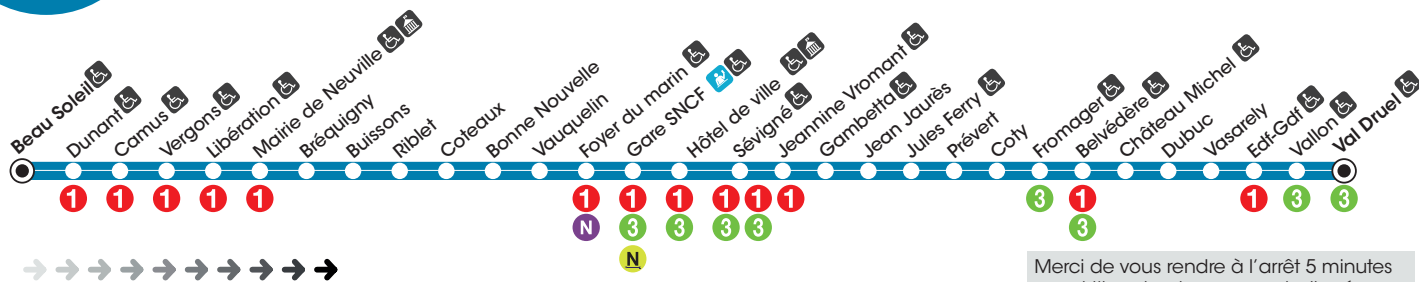 Beau Soleil
Dunant
Camus
Vergons
Libération
Mairie de Neuville
Bréquigny
Buissons
Riblet
Coteaux
Bonne Nouvelle
Vauquelin
Foyer du marin
Gare SNCF
Hôtel de ville
Sévigné
Jeannine Vromant
Gambetta
Jean Jaurès
Jules Ferry
Prévert
Coty
Fromager
Belvédère
Château Michel
Dubuc
Vasarely
Edf-Gdf
Vallon
Val Druel
1 1 1 1 1 1 1 1 1 1 1 3 1 1 3 3
N 3 3 3 3 3
N
Merci de vous rendre à l'arrêt 5 minutes